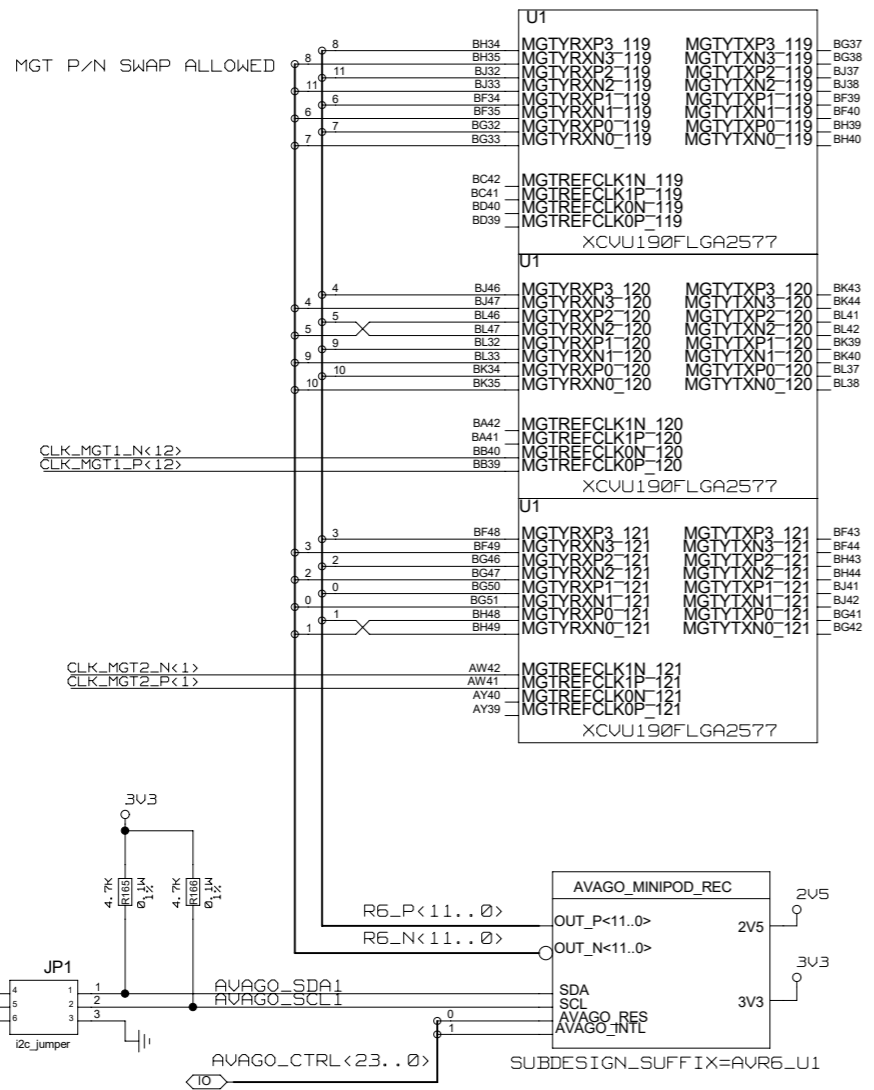 U1
MGT P/N SWAP ALLOWED
8 BH34 MGTYRXP3_119 MGTYTXP3_119 BG37
8 BH35 MGTYRXN3_119 MGTYTXN3_119 BG38
11 BJ32 MGTYRXP2_119 MGTYTXP2_119 BJ37
11 BJ33 MGTYRXN2_119 MGTYTXN2_119 BJ38
6 BF34 MGTYRXP1_119 MGTYTXP1_119 BF39
6 BF35 MGTYRXN1_119 MGTYTXN1_119 BF40
7 BG32 MGTYRXP0_119 MGTYTXP0_119 BH39
7 BG33 MGTYRXN0_119 MGTYTXN0_119 BH40
BC42 MGTREFCLK1N_119
BC41 MGTREFCLK1P_119
BD40 MGTREFCLK0N_119
BD39 MGTREFCLK0P_119
XCVU190FLGA2577
U1
4 BJ46 MGTYRXP3_120 MGTYTXP3_120 BK43
4 BJ47 MGTYRXN3_120 MGTYTXN3_120 BK44
5 BL46 MGTYRXP2_120 MGTYTXP2_120 BL41
5 BL47 MGTYRXN2_120 MGTYTXN2_120 BL42
9 BL32 MGTYRXP1_120 MGTYTXP1_120 BK39
9 BL33 MGTYRXN1_120 MGTYTXN1_120 BK40
10 BK34 MGTYRXP0_120 MGTYTXP0_120 BL37
10 BK35 MGTYRXN0_120 MGTYTXN0_120 BL38
BA42 MGTREFCLK1N_120
BA41 MGTREFCLK1P_120
CLK_MGT1_N<12> BB40 MGTREFCLK0N_120
CLK_MGT1_P<12> BB39 MGTREFCLK0P_120
XCVU190FLGA2577
U1
3 BF48 MGTYRXP3_121 MGTYTXP3_121 BF43
3 BF49 MGTYRXN3_121 MGTYTXN3_121 BF44
2 BG46 MGTYRXP2_121 MGTYTXP2_121 BH43
2 BG47 MGTYRXN2_121 MGTYTXN2_121 BH44
0 BG50 MGTYRXP1_121 MGTYTXP1_121 BJ41
0 BG51 MGTYRXN1_121 MGTYTXN1_121 BJ42
1 BH48 MGTYRXP0_121 MGTYTXP0_121 BG41
1 BH49 MGTYRXN0_121 MGTYTXN0_121 BG42
CLK_MGT2_N<1> AW42 MGTREFCLK1N_121
CLK_MGT2_P<1> AW41 MGTREFCLK1P_121
AY40 MGTREFCLK0N_121
AY39 MGTREFCLK0P_121
XCVU190FLGA2577
3V3
4.7K R165 0.1W 1%
4.7K R166 0.1W 1%
AVAGO_MINIPOD_REC
R6_P<11..0> OUT_P<11..0> 2V5 2V5
R6_N<11..0> OUT_N<11..0>
3V3
JP1
4 1 1 AVAGO_SDA1 SDA
5 2 2 AVAGO_SCL1 SCL 3V3
6 3 3 0 AVAGO_RES
1 AVAGO_INTL
i2c_jumper
AVAGO_CTRL<23..0>
IO
SUBDESIGN_SUFFIX=AVR6_U1